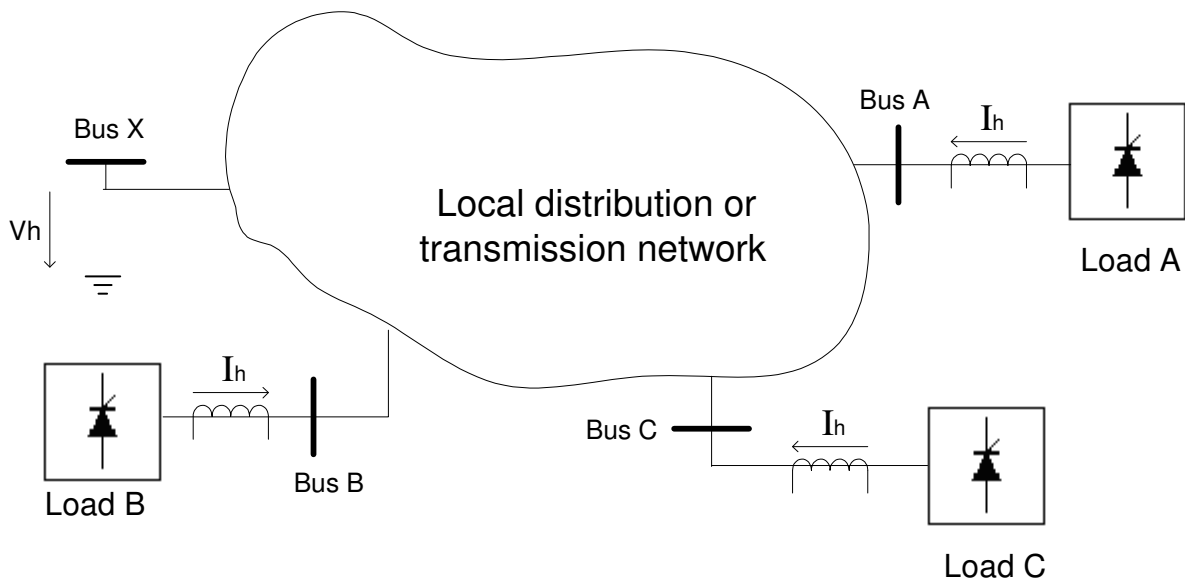 Bus X
Vh
Local distribution or
transmission network
Bus A
Ih
Load A
Ih
Load B
Bus B
Bus C
Ih
Load C